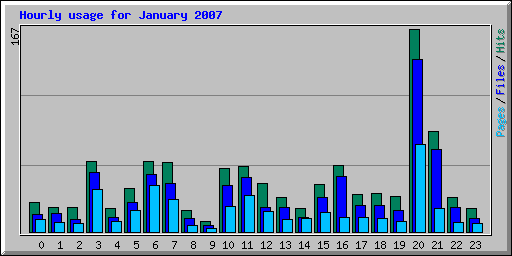 Hourly usage for January 2007
167
Pages/Files/Hits
0 1 2 3 4 5 6 7 8 9 10 11 12 13 14 15 16 17 18 19 20 21 22 23